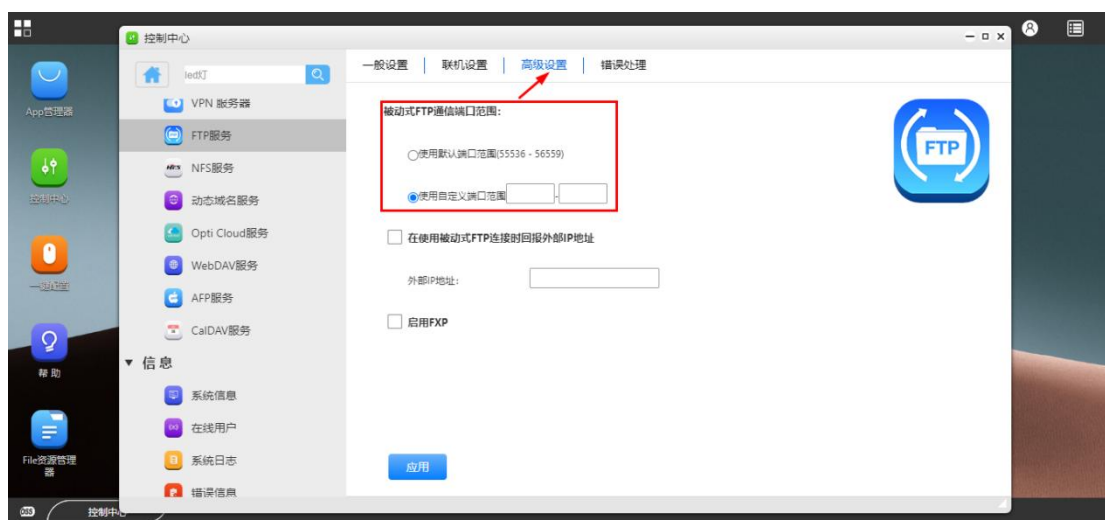 控制中心
App管理器
控制中心
一键配置
帮 助
File资源管理
器
led灯
VPN 服务器
FTP服务
NFS服务
动态域名服务
Opti Cloud服务
WebDAV服务
AFP服务
CalDAV服务
信息
系统信息
在线用户
系统日志
错误信息
一般设置
联机设置
高级设置
错误处理
被动式FTP通信端口范围:
使用默认端口范围(55536 - 56559)
使用自定义端口范围
-
在使用被动式FTP连接时回报外部IP地址
外部IP地址:
启用FXP
应用
FTP
控制中心